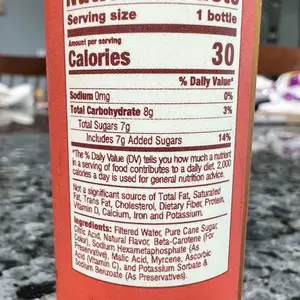 Serving size 1 bottle
Amount per serving
Calories 30
% Daily Value*
Sodium 0mg 0%
Total Carbohydrate 8g 3%
Total Sugars 7g
Includes 7g Added Sugars 14%
*The % Daily Value (DV) tells you how much a nutrient
in a serving of food contributes to a daily diet. 2,000
calories a day is used for general nutrition advice.
Not a significant source of Total Fat, Saturated
Fat, Trans Fat, Cholesterol, Dietary Fiber, Protein,
Vitamin D, Calcium, Iron and Potassium.
Ingredients: Filtered Water, Pure Cane Sugar,
Citric Acid, Natural Flavor, Beta-Carotene (For
Color), Sodium Hexametaphosphate (As
Preservative), Malic Acid, Myrcene, Ascorbic
Acid (Vitamin C), and Potassium Sorbate &
Sodium Benzoate (As Preservatives).